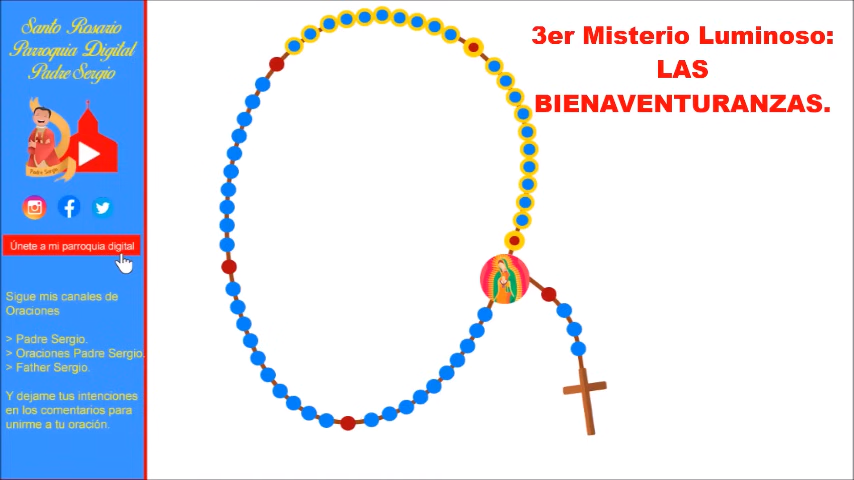 Santo Rosario
Parroquia Digital
Padre Sergio
Padre Sergio
Únete a mi parroquia digital
Sigue mis canales de
Oraciones
> Padre Sergio.
> Oraciones Padre Sergio.
> Father Sergio.
Y dejame tus intenciones
en los comentarios para
unirme a tu oración.
3er Misterio Luminoso:
LAS
BIENAVENTURANZAS.